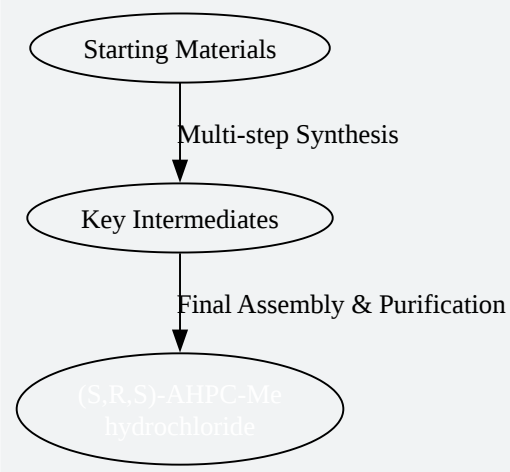 Starting Materials
Multi-step Synthesis
Key Intermediates
Final Assembly & Purification
(S,R,S)-AHPC-Me
hydrochloride